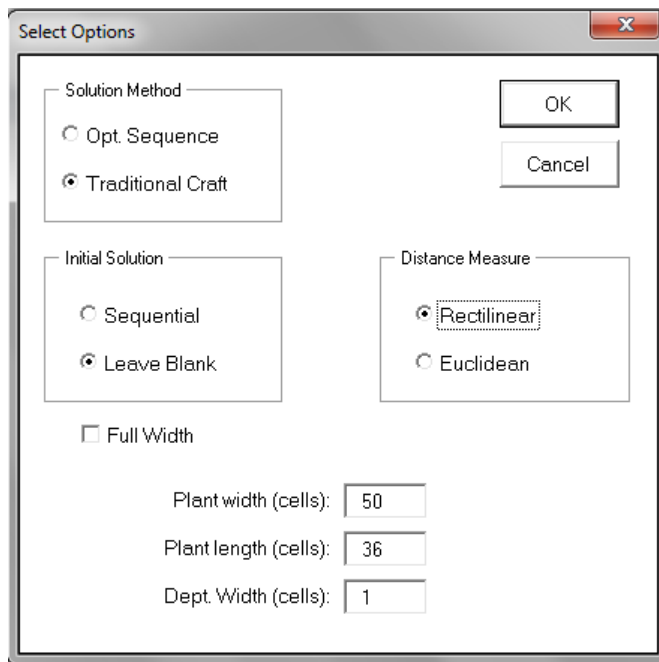 Select Options
Solution Method
Opt. Sequence
Traditional Craft
OK
Cancel
Initial Solution
Sequential
Leave Blank
Distance Measure
Rectilinear
Euclidean
Full Width
Plant width (cells): 50
Plant length (cells): 36
Dept. Width (cells): 1